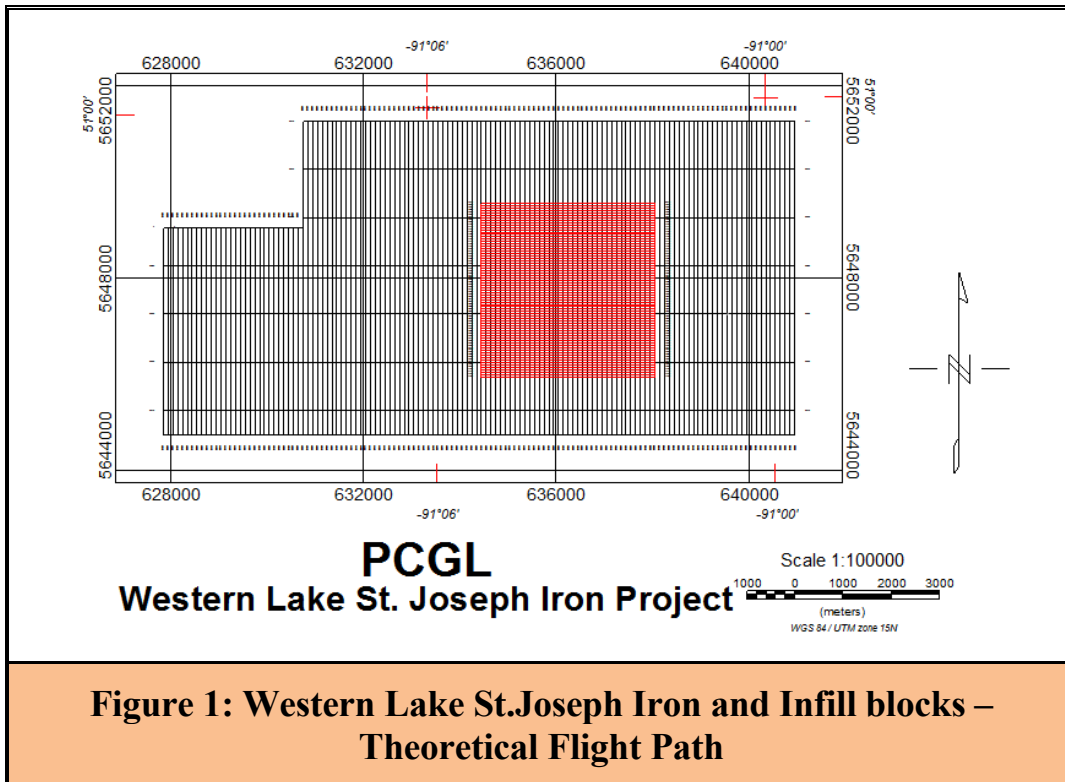 -91°06' -91°00'
628000 632000 636000 640000
51°00' 5652000 5652000 51°00'
5648000 5648000
N
5644000 5644000
628000 632000 636000 640000
-91°06' -91°00'
PCGL
Western Lake St. Joseph Iron Project
Scale 1:100000
1000 0 1000 2000 3000
(meters)
WGS 84 / UTM zone 15N
Figure 1: Western Lake St.Joseph Iron and Infill blocks –
Theoretical Flight Path